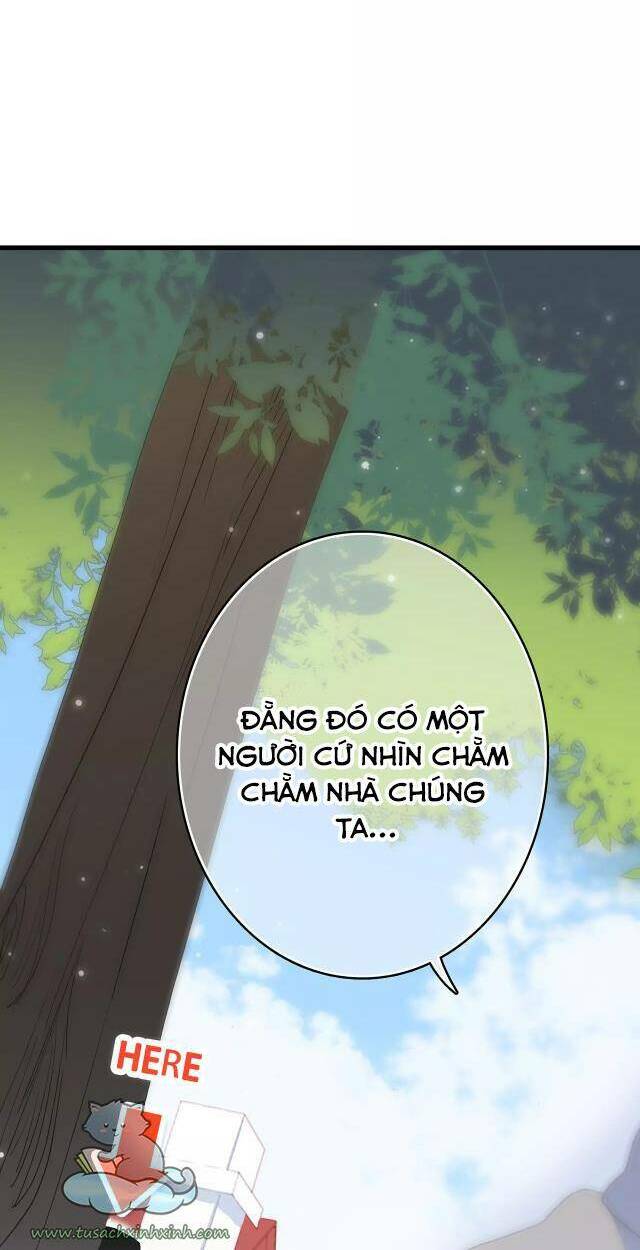 ĐẰNG ĐÓ CÓ MỘT
NGƯỜI CỨ NHÌN CHẰM
CHẰM NHÀ CHÚNG
TA...
HERE
www.tusachxinhxinh.com